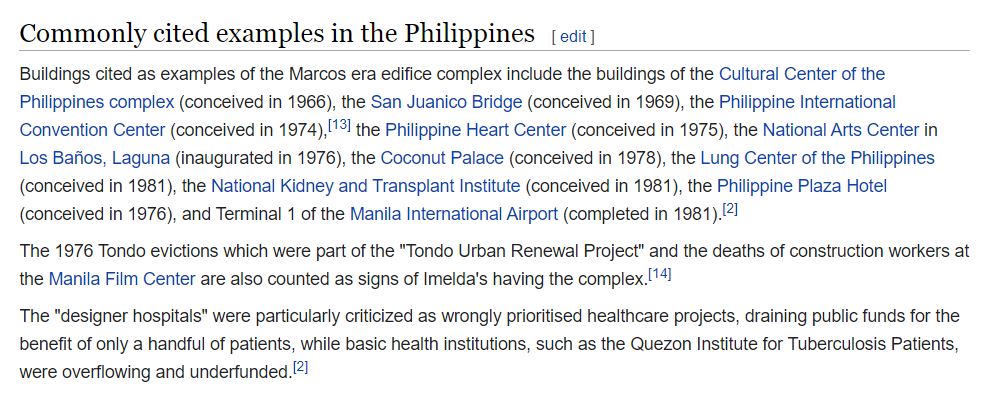 Commonly cited examples in the Philippines [ edit ]
Buildings cited as examples of the Marcos era edifice complex include the buildings of the Cultural Center of the
Philippines complex (conceived in 1966), the San Juanico Bridge (conceived in 1969), the Philippine International
Convention Center (conceived in 1974),[13] the Philippine Heart Center (conceived in 1975), the National Arts Center in
Los Baños, Laguna (inaugurated in 1976), the Coconut Palace (conceived in 1978), the Lung Center of the Philippines
(conceived in 1981), the National Kidney and Transplant Institute (conceived in 1981), the Philippine Plaza Hotel
(conceived in 1976), and Terminal 1 of the Manila International Airport (completed in 1981).[2]
The 1976 Tondo evictions which were part of the "Tondo Urban Renewal Project" and the deaths of construction workers at
the Manila Film Center are also counted as signs of Imelda's having the complex.[14]
The "designer hospitals" were particularly criticized as wrongly prioritised healthcare projects, draining public funds for the
benefit of only a handful of patients, while basic health institutions, such as the Quezon Institute for Tuberculosis Patients,
were overflowing and underfunded.[2]